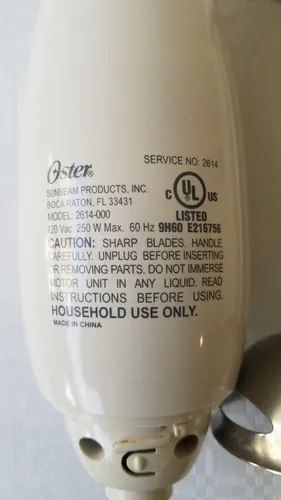 Oster®
SERVICE NO: 2614
SUNBEAM PRODUCTS, INC.
BOCA RATON, FL 33431
MODEL: 2614-000
C UL US
®
LISTED
120 Vac 250 W Max. 60 Hz 9H60 E216756
CAUTION: SHARP BLADES. HANDLE
CAREFULLY. UNPLUG BEFORE INSERTING
OR REMOVING PARTS. DO NOT IMMERSE
MOTOR UNIT IN ANY LIQUID. READ
INSTRUCTIONS BEFORE USING.
HOUSEHOLD USE ONLY.
MADE IN CHINA